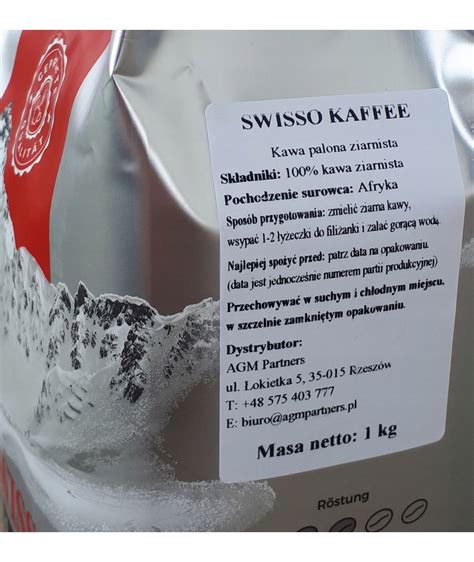 SWISSO KAFFEE
Kawa palona ziarnista
Składniki: 100% kawa ziarnista
Pochodzenie surowca: Afryka
Sposób przygotowania: zmielić ziarna kawy,
wsypać 1-2 łyżeczki do filiżanki i zalać gorącą wodą.
Najlepiej spożyć przed: patrz data na opakowaniu.
(data jest jednocześnie numerem partii produkcyjnej)
Przechowywać w suchym i chłodnym miejscu,
w szczelnie zamkniętym opakowaniu.
Dystrybutor:
AGM Partners
ul. Łokietka 5, 35-015 Rzeszów
T: +48 575 403 777
E: biuro@agmpartners.pl
Masa netto: 1 kg
Röstung